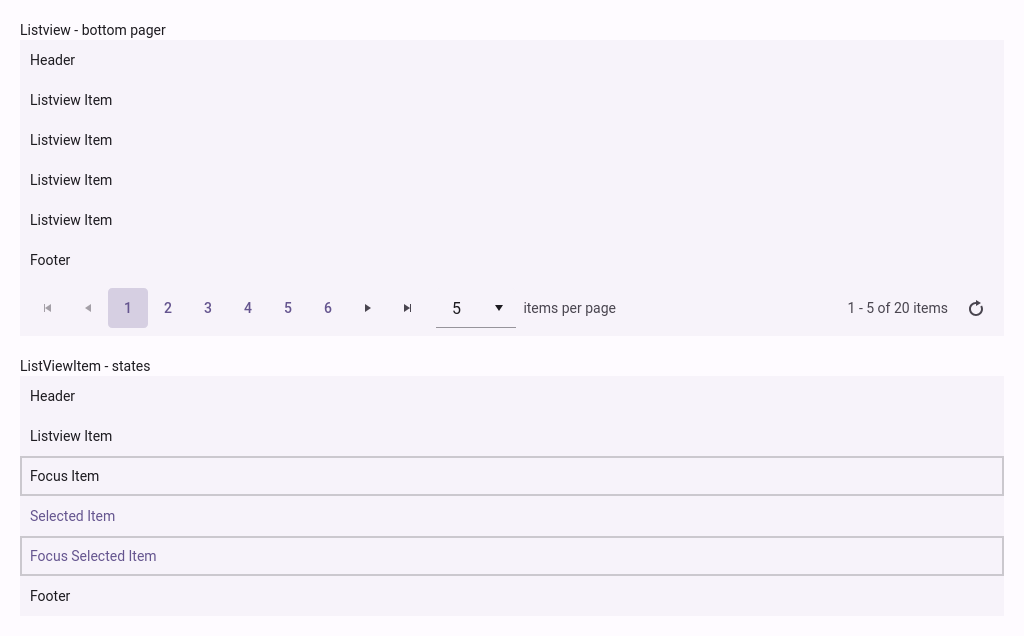 Listview - bottom pager
Header
Listview Item
Listview Item
Listview Item
Listview Item
Footer
1 2 3 4 5 6 5 items per page 1 - 5 of 20 items
ListViewItem - states
Header
Listview Item
Focus Item
Selected Item
Focus Selected Item
Footer